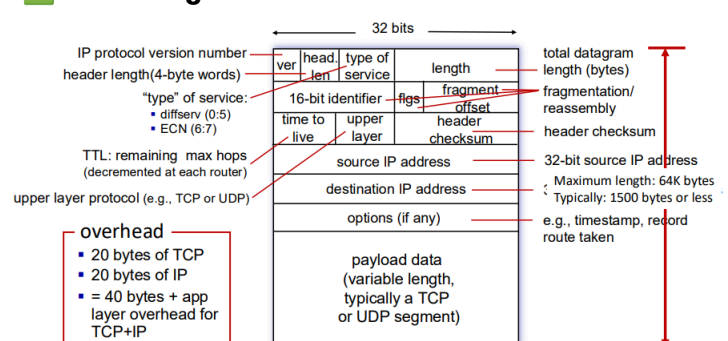 32 bits
IP protocol version number
header length(4-byte words)
"type" of service:
diffserv (0:5)
ECN (6:7)
TTL: remaining max hops
(decremented at each router)
upper layer protocol (e.g., TCP or UDP)
overhead
20 bytes of TCP
20 bytes of IP
= 40 bytes + app
layer overhead for
TCP+IP
ver
head.
len
type of
service
length
16-bit identifier
flgs
fragment
offset
time to
live
upper
layer
header
checksum
source IP address
destination IP address
options (if any)
payload data
(variable length,
typically a TCP
or UDP segment)
total datagram
length (bytes)
fragmentation/
reassembly
header checksum
32-bit source IP address
Maximum length: 64K bytes
Typically: 1500 bytes or less
e.g., timestamp, record
route taken